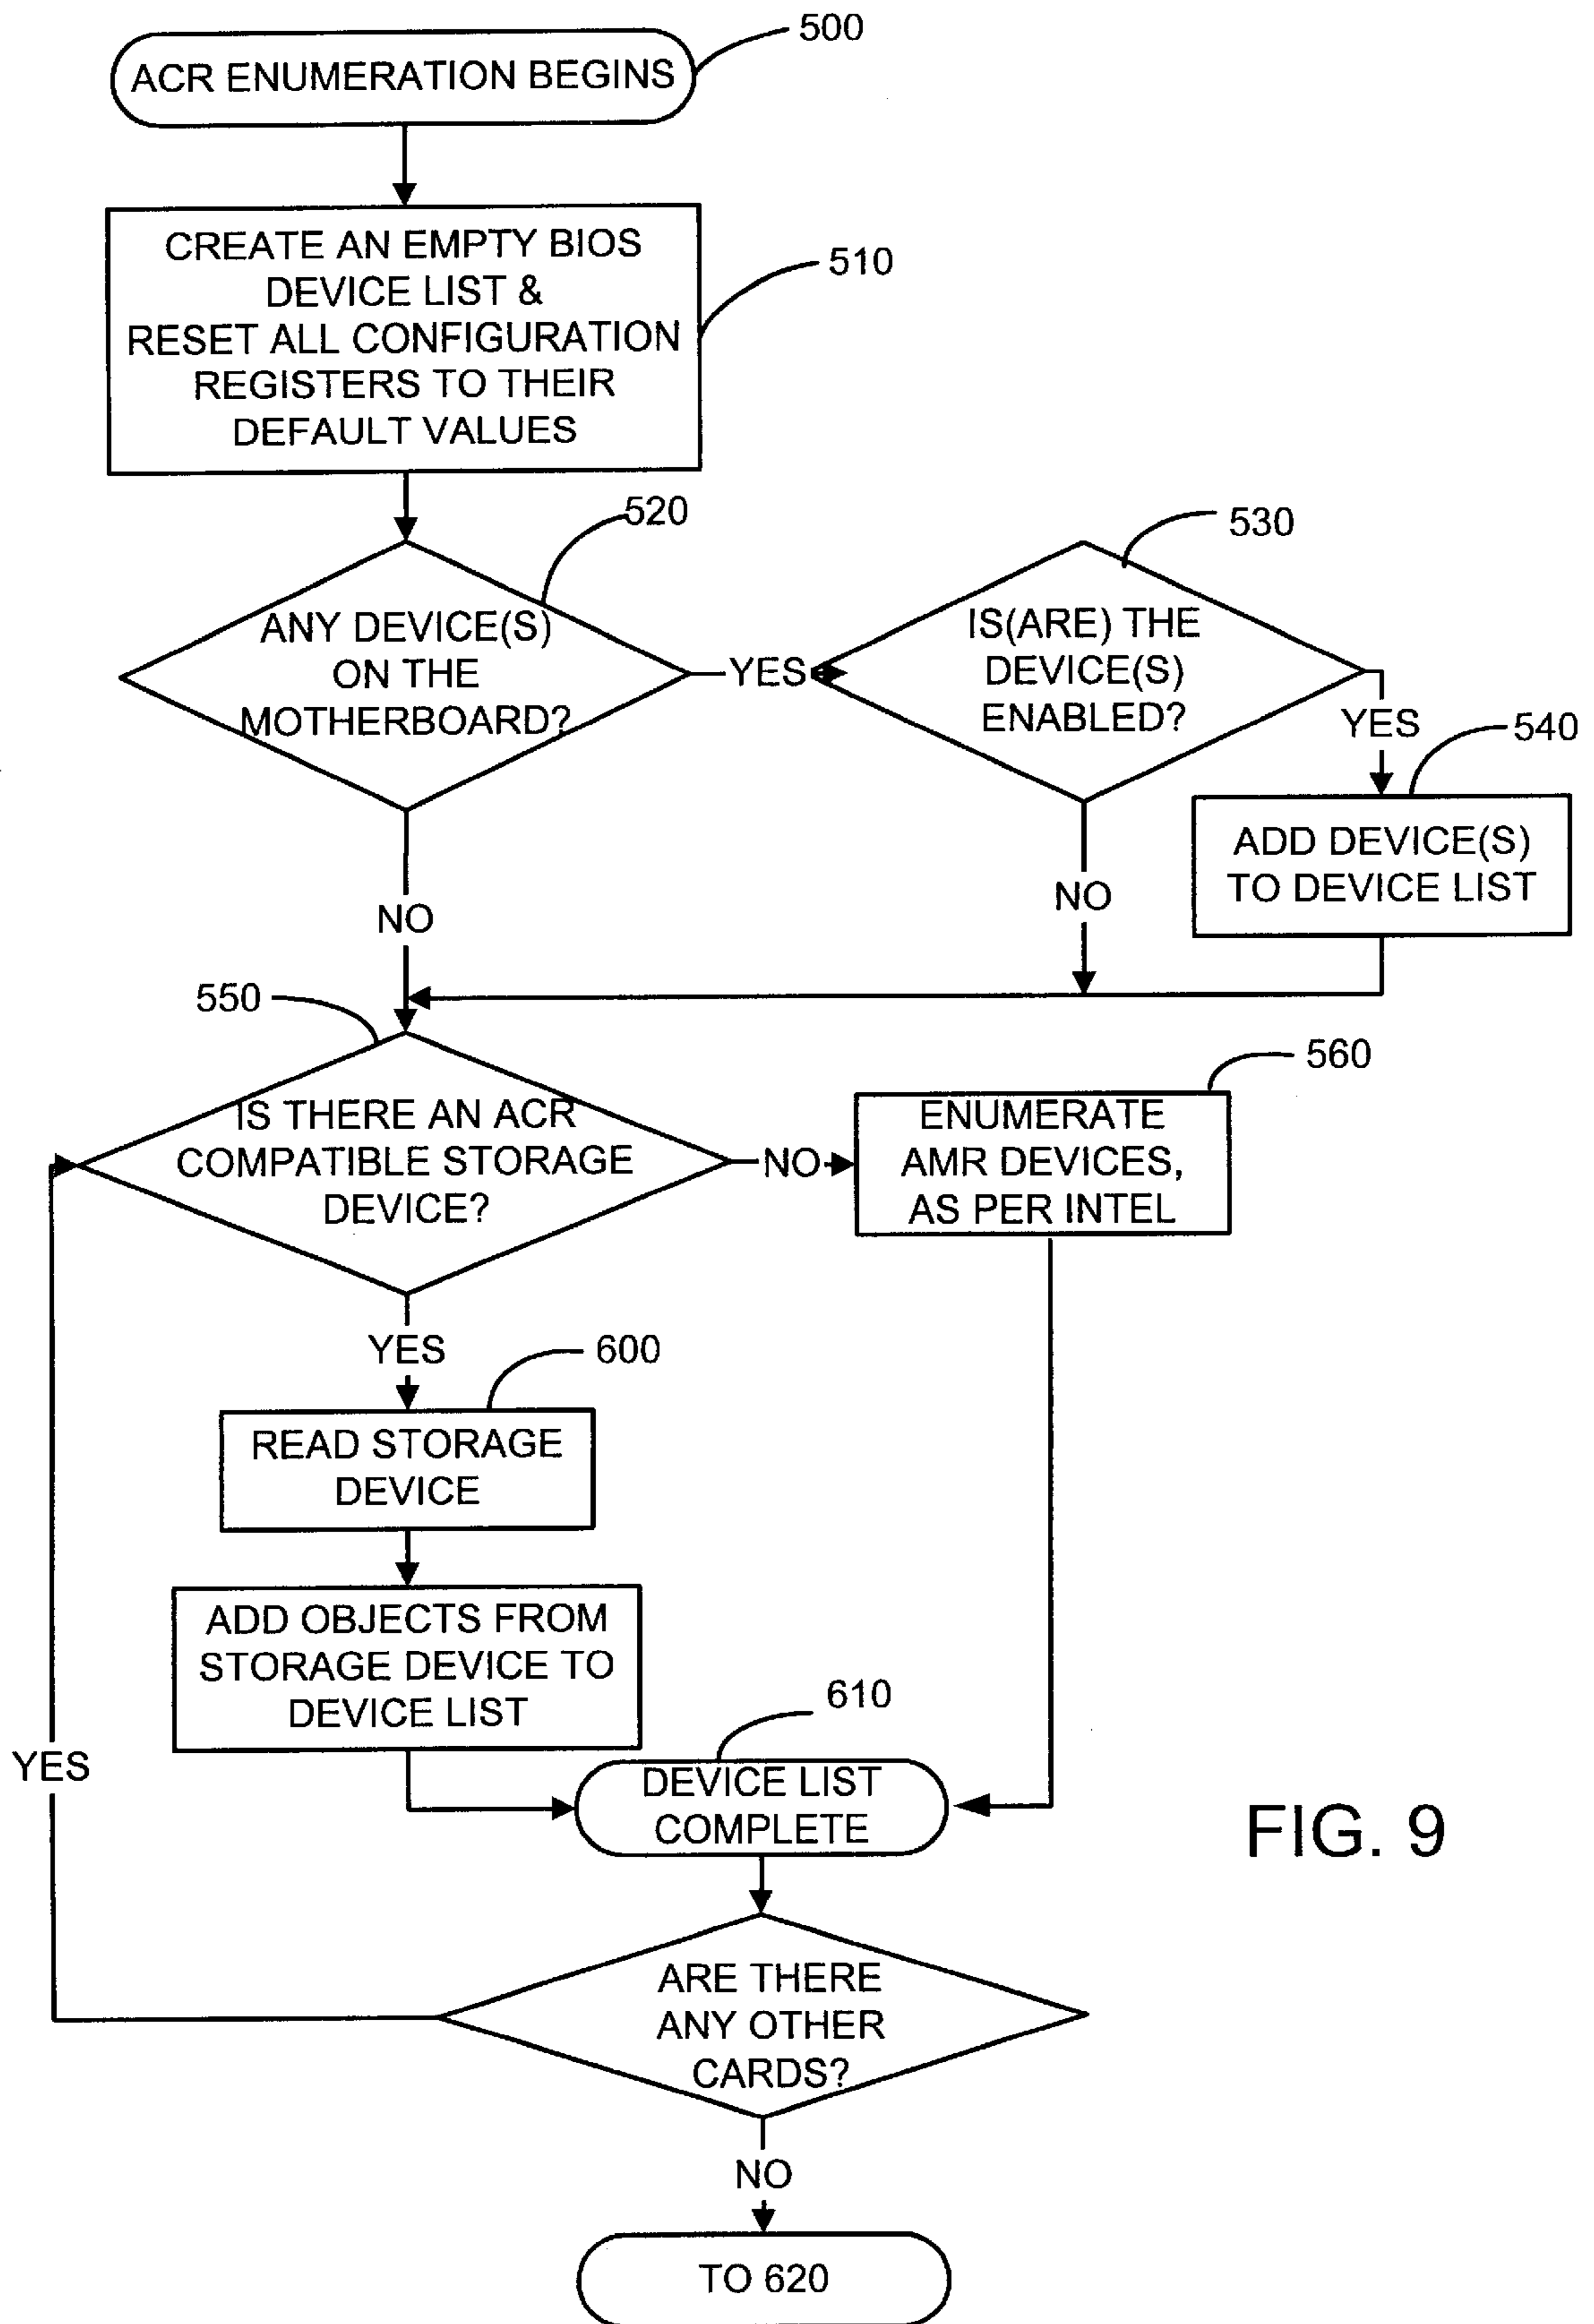 500
ACR ENUMERATION BEGINS
CREATE AN EMPTY BIOS
DEVICE LIST &
RESET ALL CONFIGURATION
REGISTERS TO THEIR
DEFAULT VALUES
510
520
530
ANY DEVICE(S)
ON THE
MOTHERBOARD?
YES
IS(ARE) THE
DEVICE(S)
ENABLED?
YES
540
ADD DEVICE(S)
TO DEVICE LIST
NO
NO
550
560
IS THERE AN ACR
COMPATIBLE STORAGE
DEVICE?
NO
ENUMERATE
AMR DEVICES,
AS PER INTEL
YES
600
READ STORAGE
DEVICE
ADD OBJECTS FROM
STORAGE DEVICE TO
DEVICE LIST
610
YES
DEVICE LIST
COMPLETE
FIG. 9
ARE THERE
ANY OTHER
CARDS?
NO
TO 620